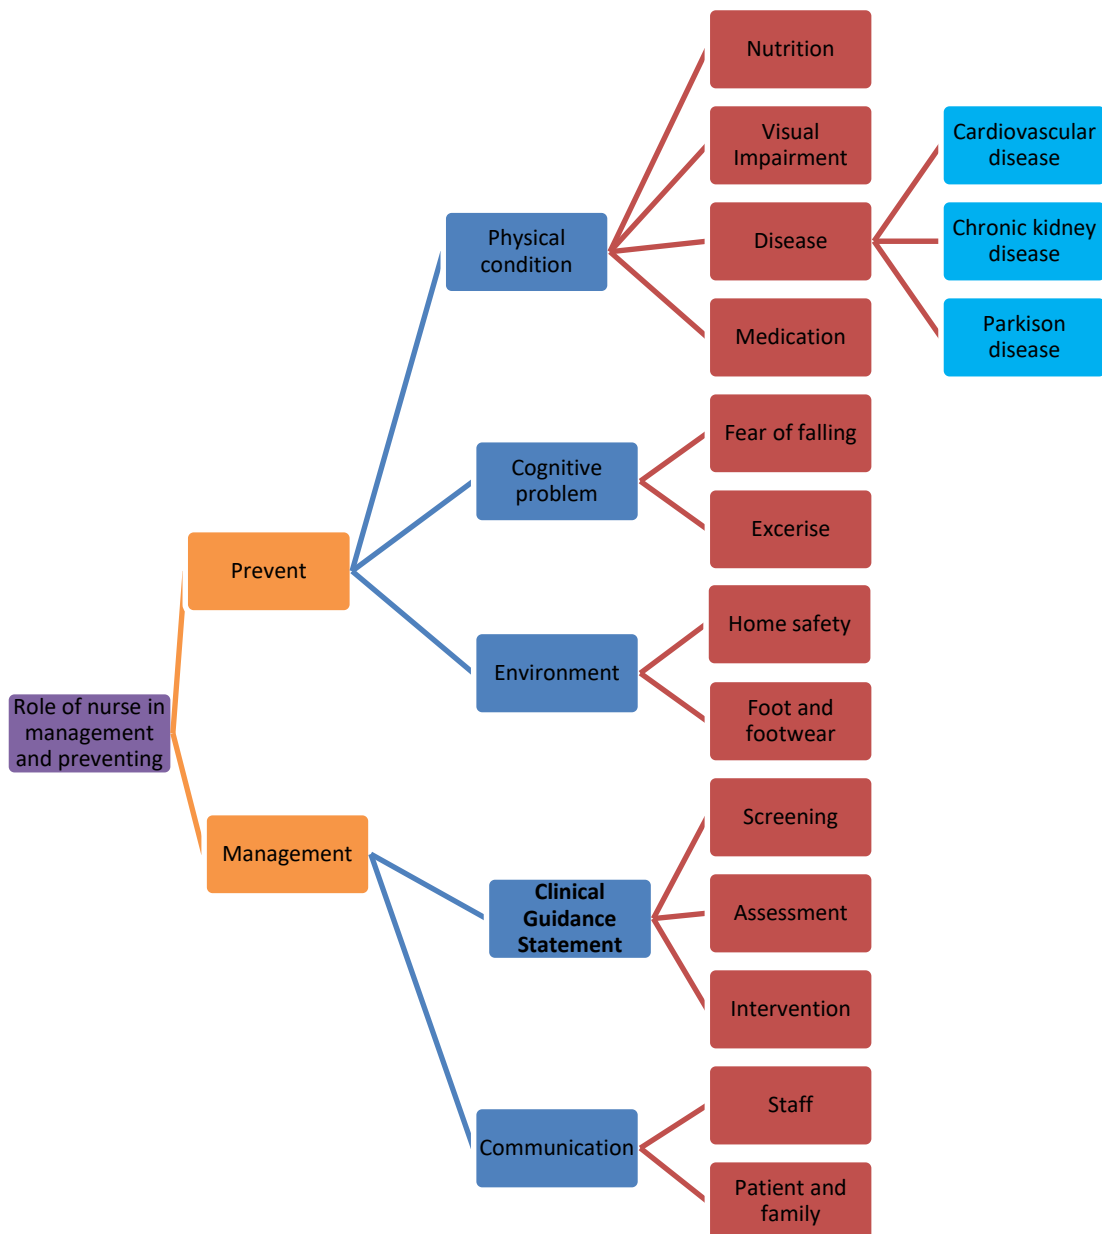 Role of nurse in
management
and preventing
Prevent
Management
Physical
condition
Cognitive
problem
Environment
Clinical
Guidance
Statement
Communication
Nutrition
Visual
Impairment
Disease
Medication
Fear of falling
Excerise
Home safety
Foot and
footwear
Screening
Assessment
Intervention
Staff
Patient and
family
Cardiovascular
disease
Chronic kidney
disease
Parkison
disease